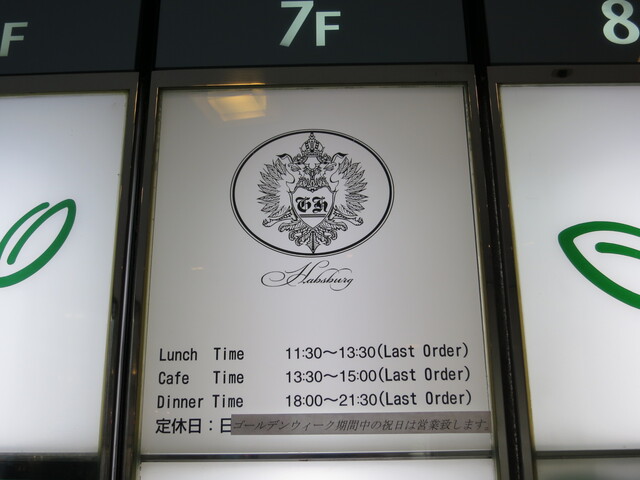 F
7F
8
Habsburg
Lunch Time 11:30〜13:30(Last Order)
Cafe Time 13:30〜15:00(Last Order)
Dinner Time 18:00〜21:30(Last Order)
定休日：日
ゴールデンウィーク期間中の祝日は営業致します。